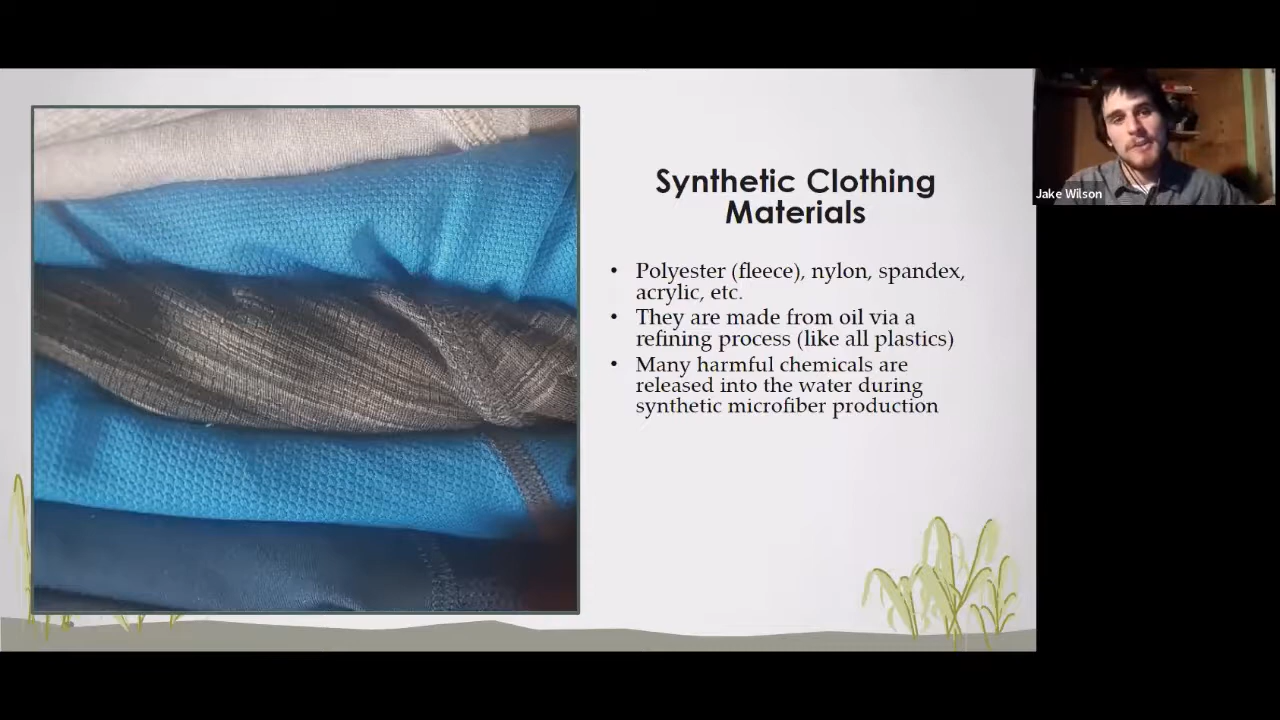 Synthetic Clothing
Materials
• Polyester (fleece), nylon, spandex,
acrylic, etc.
• They are made from oil via a
refining process (like all plastics)
• Many harmful chemicals are
released into the water during
synthetic microfiber production
Jake Wilson